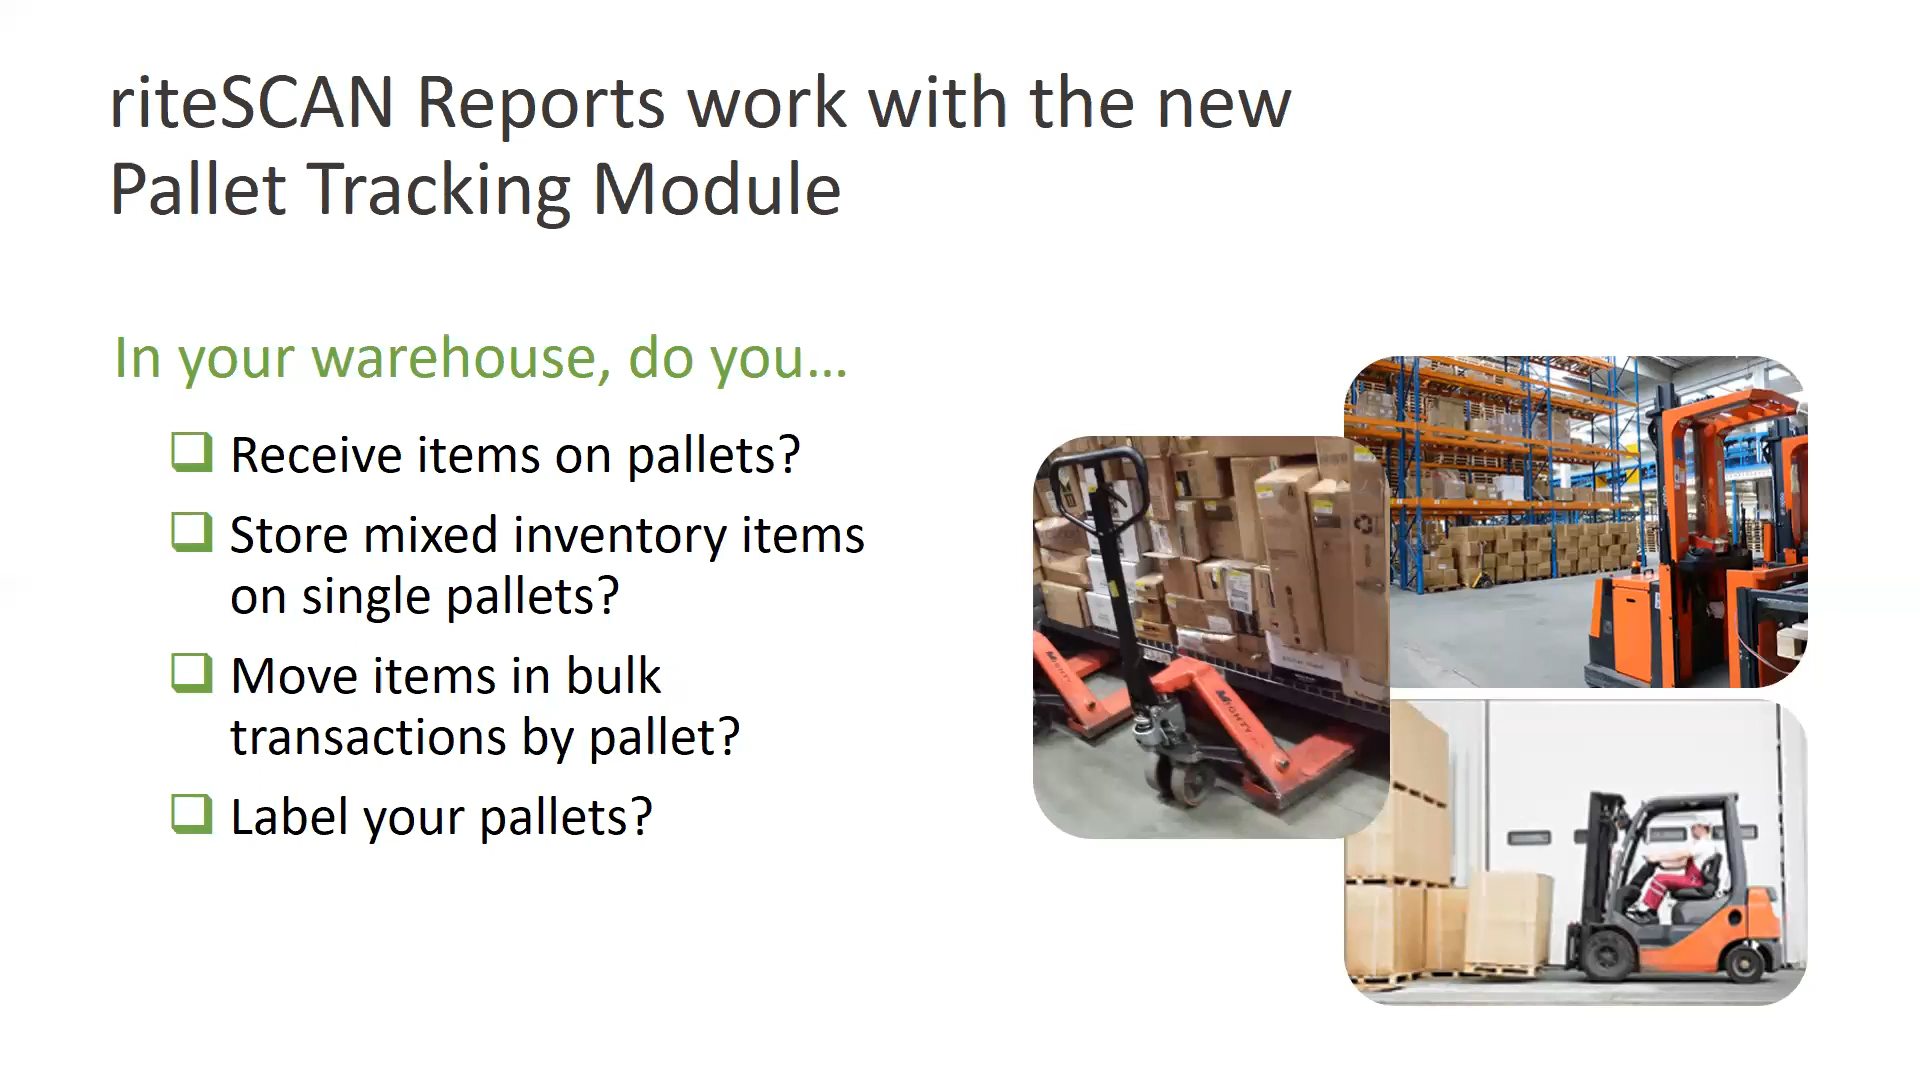 riteSCAN Reports work with the new
Pallet Tracking Module
In your warehouse, do you...
Receive items on pallets?
Store mixed inventory items
on single pallets?
Move items in bulk
transactions by pallet?
Label your pallets?
MIGHTY